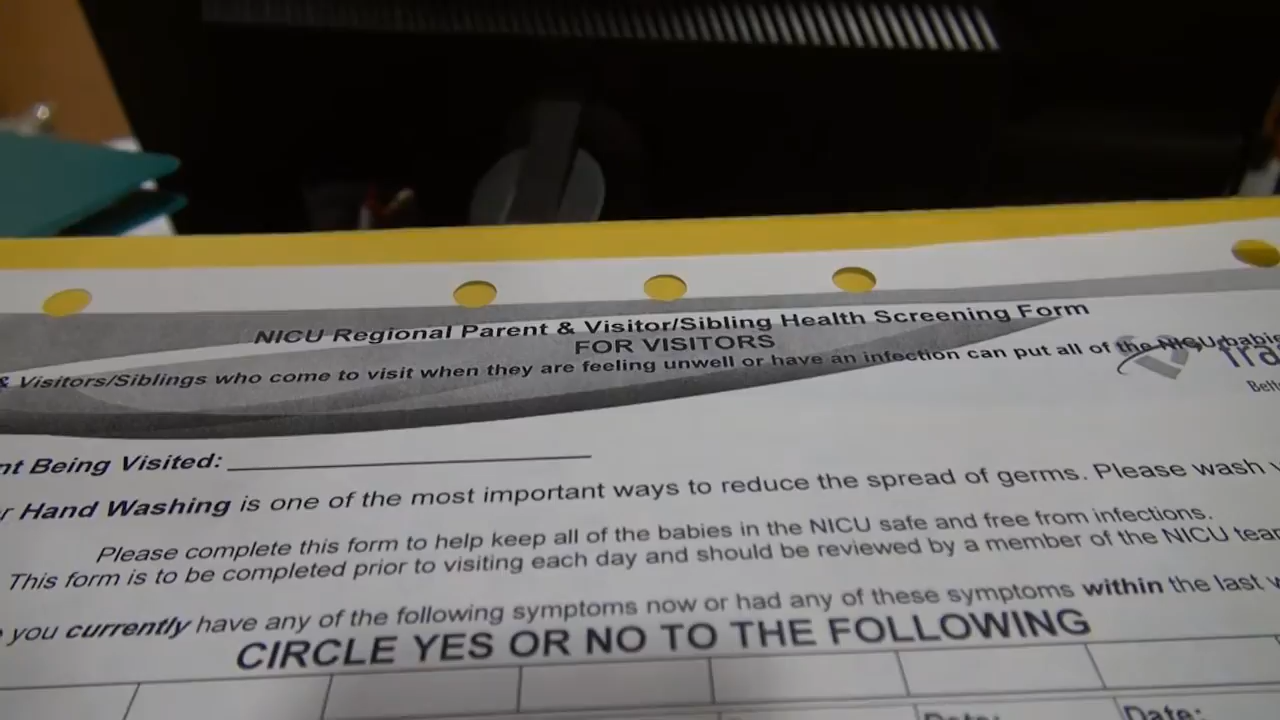 NICU Regional Parent & Visitor/Sibling Health Screening Form
FOR VISITORS
& Visitors/Siblings who come to visit when they are feeling unwell or have an infection can put all of the NICU babie
fra
Bett
nt Being Visited:
r Hand Washing is one of the most important ways to reduce the spread of germs. Please wash
Please complete this form to help keep all of the babies in the NICU safe and free from infections.
This form is to be completed prior to visiting each day and should be reviewed by a member of the NICU tear
you currently have any of the following symptoms now or had any of these symptoms within the last
CIRCLE YES OR NO TO THE FOLLOWING
Date: Date: